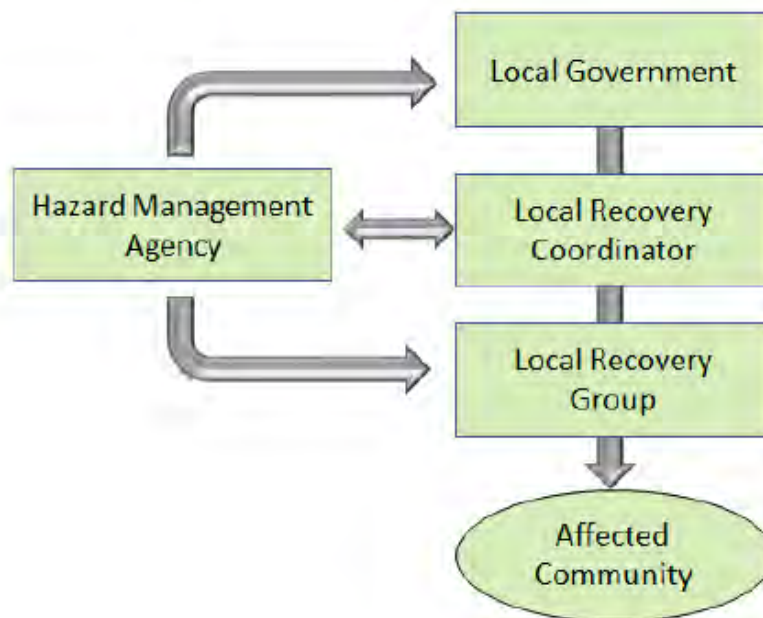 Local Government
Hazard Management
Agency
Local Recovery
Coordinator
Local Recovery
Group
Affected
Community